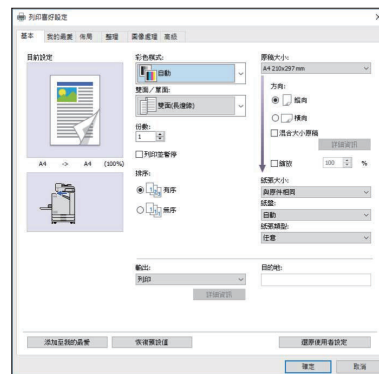 列印喜好設定
基本 我的最愛 佈局 整理 圖像處理 高級
目前設定
A4 -> A4 (100%)
彩色模式:
自動
雙面/單面:
雙面(長邊側)
份數:
1
列印並暫停
排序:
有序
無序
輸出:
列印
詳細資訊
原稿大小:
A4 210x297 mm
方向:
縱向
橫向
混合大小原稿
詳細資訊
縮放 100 %
紙張大小:
與原件相同
紙盤:
自動
紙張類型:
任意
目的地:
添加至我的最愛 恢復預設值 還原使用者設定
確定 取消